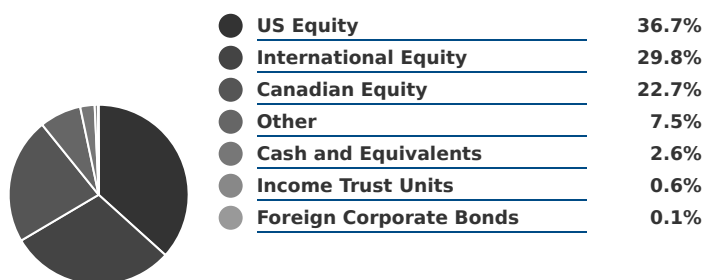 US Equity 36.7%
International Equity 29.8%
Canadian Equity 22.7%
Other 7.5%
Cash and Equivalents 2.6%
Income Trust Units 0.6%
Foreign Corporate Bonds 0.1%